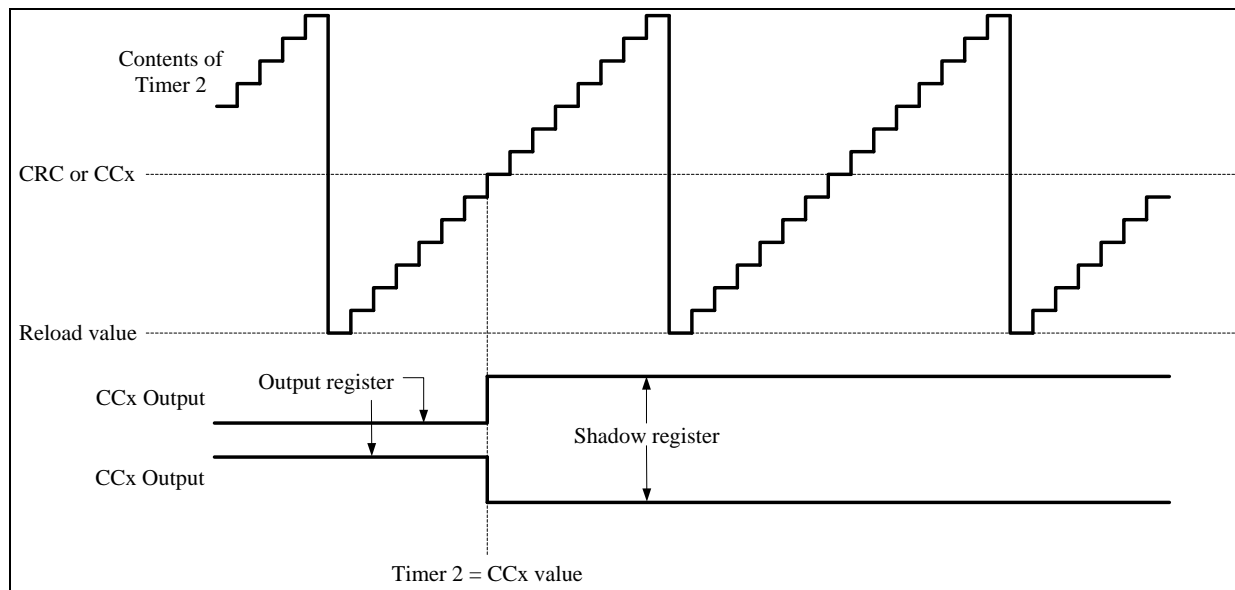 Contents of
Timer 2
CRC or CCx
Reload value
Output register
CCx Output
Shadow register
CCx Output
Timer 2 = CCx value